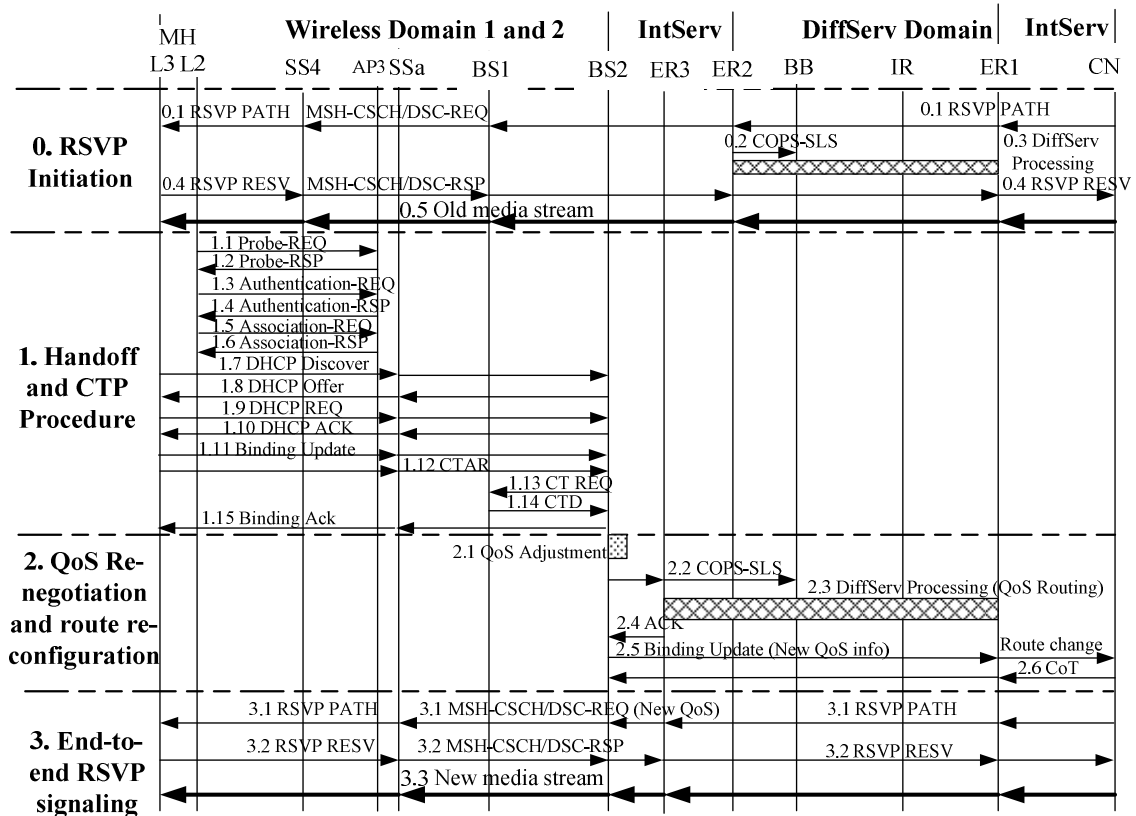 Wireless Domain 1 and 2
IntServ
DiffServ Domain
IntServ
MH
L3 L2
SS4
AP3
SSa
BS1
BS2
ER3
ER2
BB
IR
ER1
CN
0. RSVP
Initiation
0.1 RSVP PATH
MSH-CSCH/DSC-REQ
0.1 RSVP PATH
0.2 COPS-SLS
0.3 DiffServ
Processing
0.4 RSVP RESV
MSH-CSCH/DSC-RSP
0.4 RSVP RESV
0.5 Old media stream
1. Handoff
and CTP
Procedure
1.1 Probe-REQ
1.2 Probe-RSP
1.3 Authentication-REQ
1.4 Authentication-RSP
1.5 Association-REQ
1.6 Association-RSP
1.7 DHCP Discover
1.8 DHCP Offer
1.9 DHCP REQ
1.10 DHCP ACK
1.11 Binding Update
1.12 CTAR
1.13 CT REQ
1.14 CTD
1.15 Binding Ack
2. QoS Re-
negotiation
and route re-
configuration
2.1 QoS Adjustment
2.2 COPS-SLS
2.3 DiffServ Processing (QoS Routing)
2.4 ACK
2.5 Binding Update (New QoS info)
Route change
2.6 CoT
3. End-to-
end RSVP
signaling
3.1 RSVP PATH
3.1 MSH-CSCH/DSC-REQ (New QoS)
3.1 RSVP PATH
3.2 RSVP RESV
3.2 MSH-CSCH/DSC-RSP
3.2 RSVP RESV
3.3 New media stream